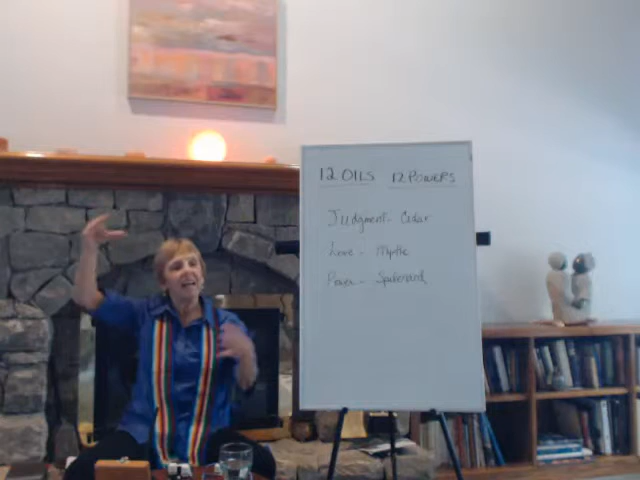 12 OILS 12 POWERS
Judgment - Cedar
Love - Myrtle
Power - Spikenard